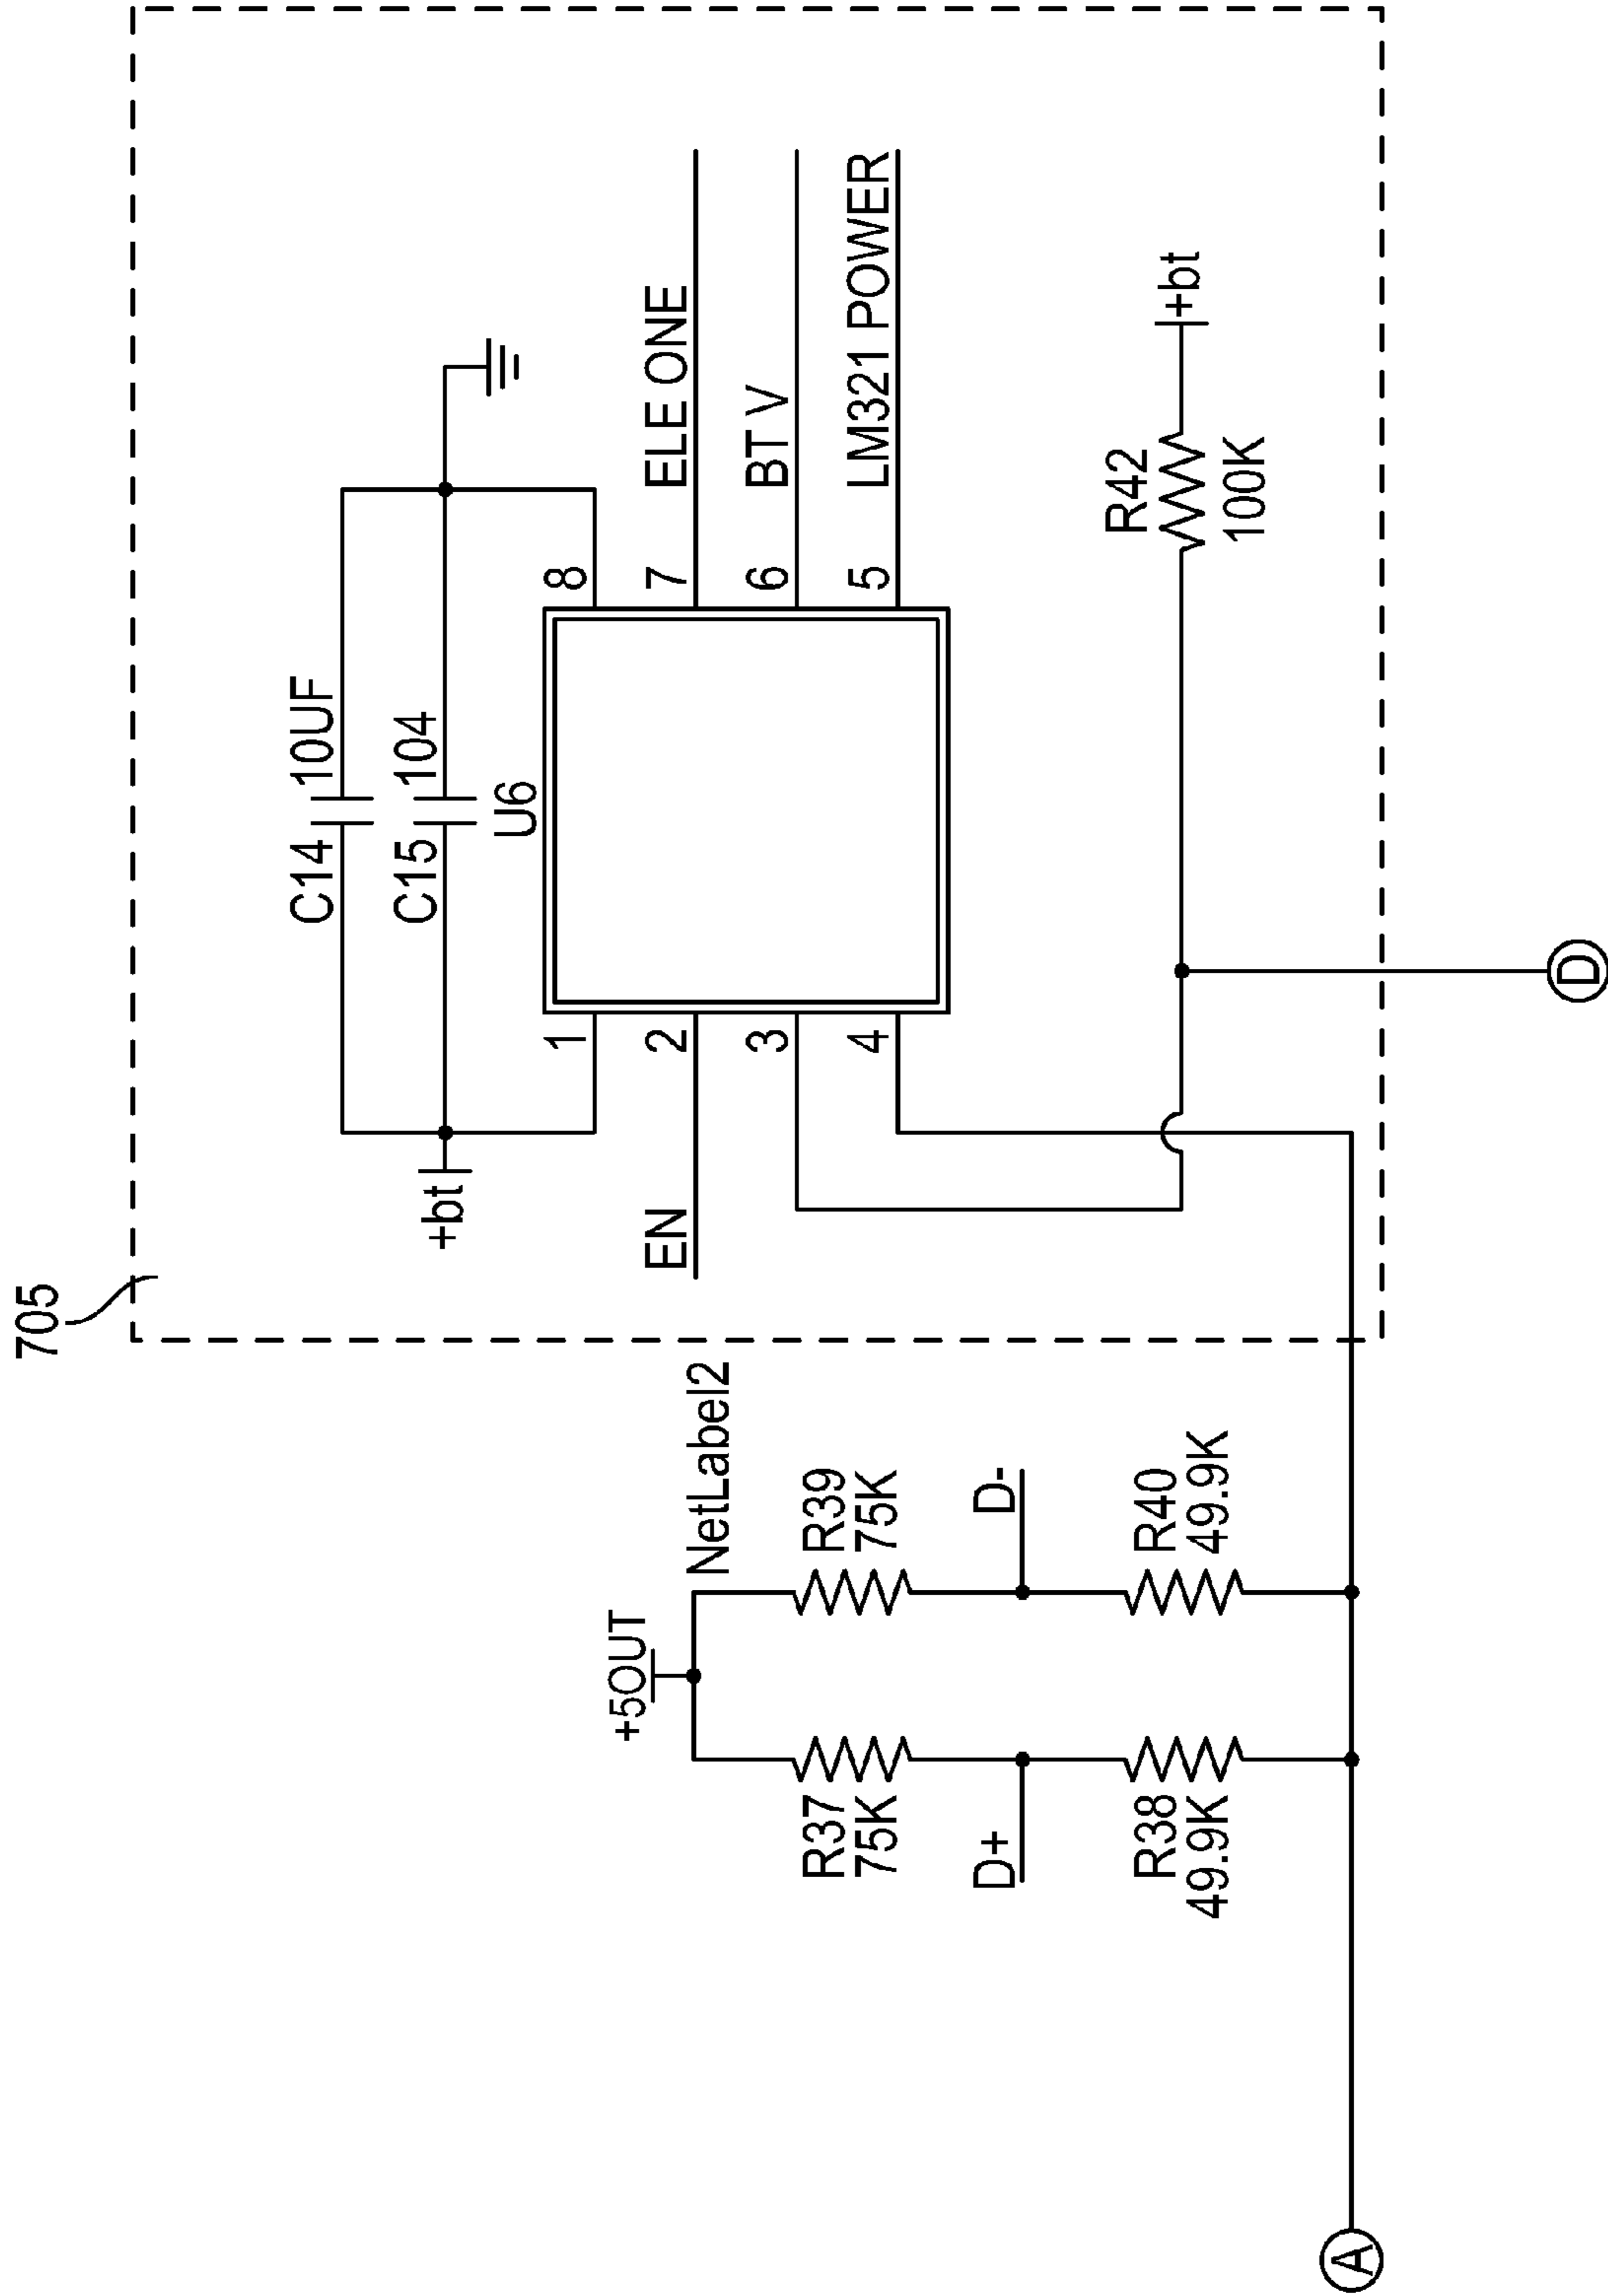 705
C14 10UF
C15 104
+bt
U6
1 8
+5OUT
EN 2 7 ELE ONE
NetLabel2
3 6 BT V
R37 R39
4 5 LM321 POWER
75K 75K
D+ D-
R42
R38 R40
+bt
49.9K 49.9K
100K
A
D